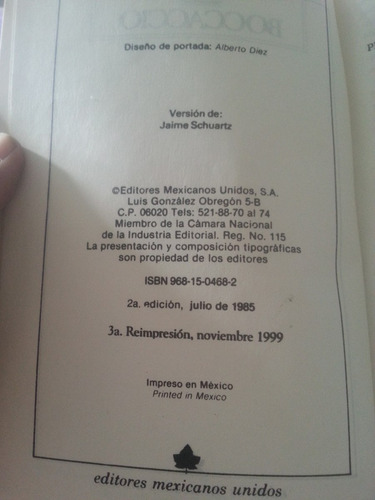 BOCCACCIO
Diseño de portada: Alberto Diez
Versión de:
Jaime Schuartz
©Editores Mexicanos Unidos, S.A.
Luis González Obregón 5-B
C.P. 06020 Tels: 521-88-70 al 74
Miembro de la Cámara Nacional
de la Industria Editorial. Reg. No. 115
La presentación y composición tipográficas
son propiedad de los editores
ISBN 968-15-0468-2
2a. edición, julio de 1985
3a. Reimpresión, noviembre 1999
Impreso en México
Printed in Mexico
editores mexicanos unidos